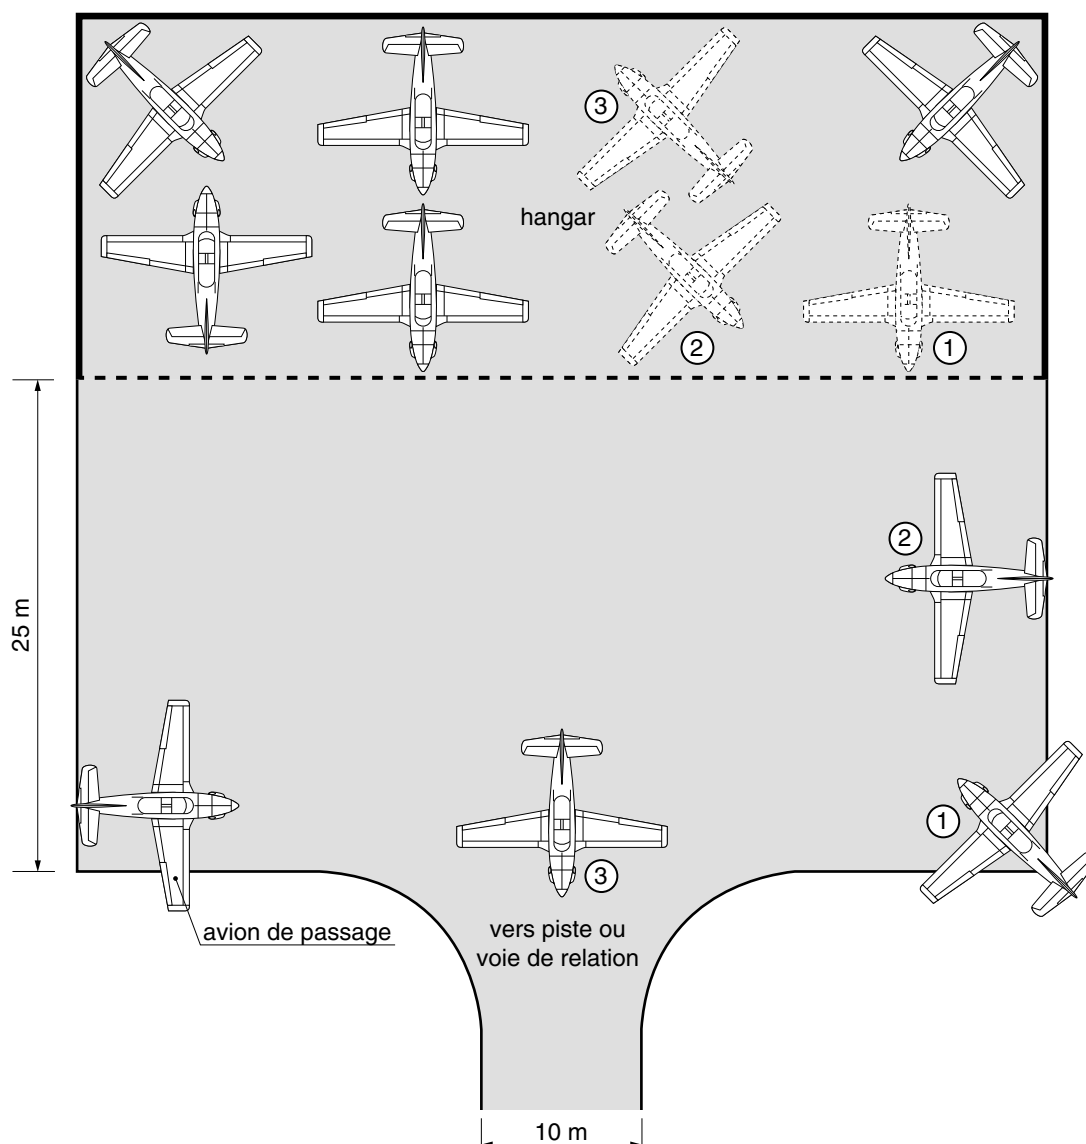 3
hangar
2
1
2
25 m
1
3
avion de passage
vers piste ou
voie de relation
10 m